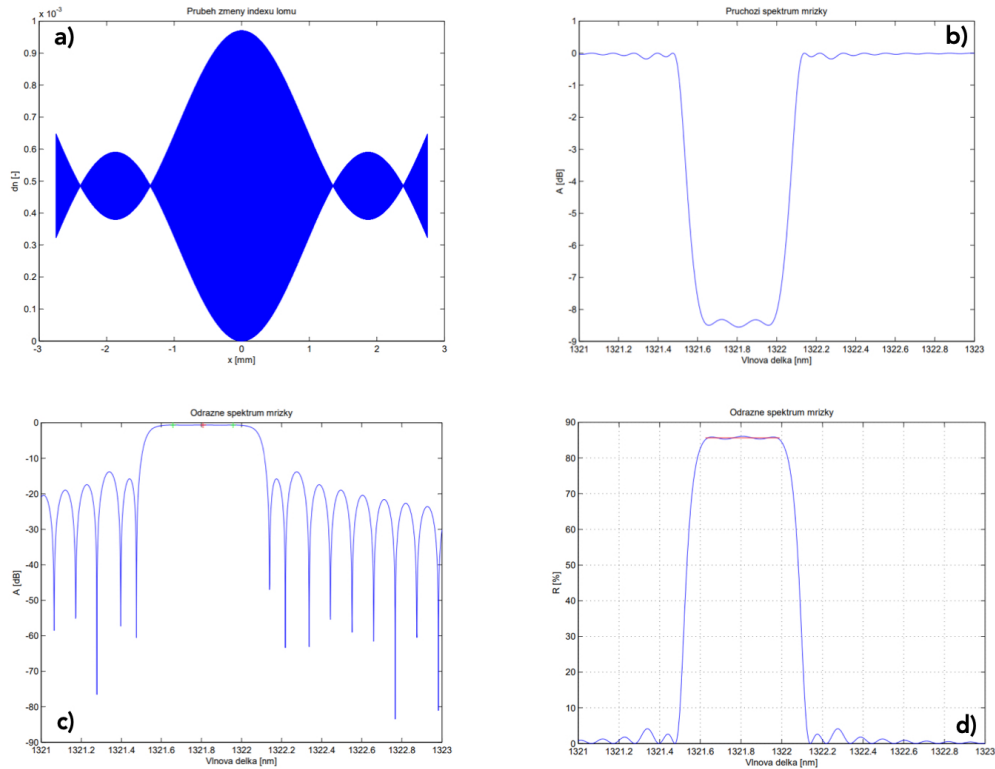 Prubeh zmeny indexu lomu
x 10^-3
a)
1
0.9
0.8
0.7
0.6
0.5
0.4
0.3
0.2
0.1
0
dn [-]
-3 -2 -1 0 1 2 3
x [mm]
Pruchozi spektrum mrizky
b)
1
0
-1
-2
-3
-4
-5
-6
-7
-8
-9
A [dB]
1321 1321.2 1321.4 1321.6 1321.8 1322 1322.2 1322.4 1322.6 1322.8 1323
Vlnova delka [nm]
Odrazne spektrum mrizky
0
-10
-20
-30
-40
-50
-60
-70
-80
-90
A [dB]
c)
1321 1321.2 1321.4 1321.6 1321.8 1322 1322.2 1322.4 1322.6 1322.8 1323
Vlnova delka [nm]
Odrazne spektrum mrizky
90
80
70
60
50
40
30
20
10
0
R [%]
d)
1321 1321.2 1321.4 1321.6 1321.8 1322 1322.2 1322.4 1322.6 1322.8 1323
Vlnova delka [nm]